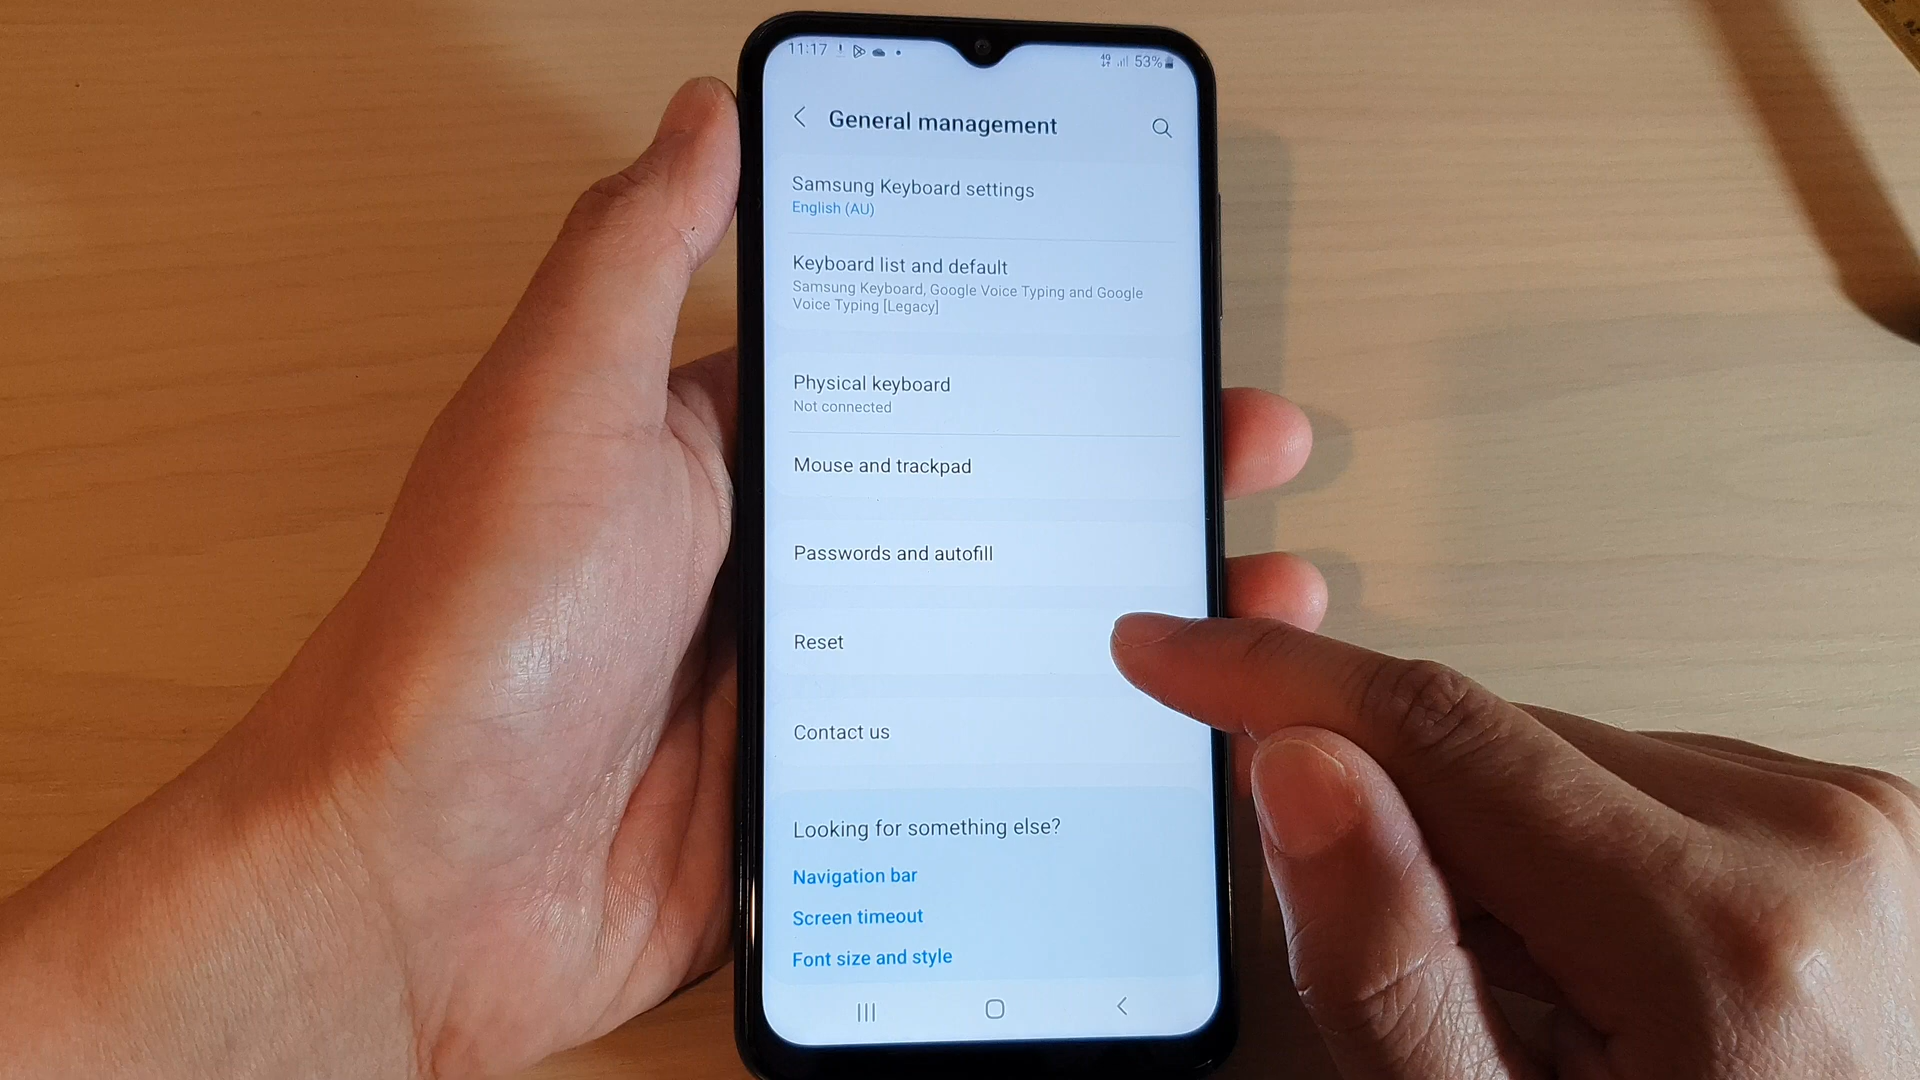 11:17
4G 53%
General management
Samsung Keyboard settings
English (AU)
Keyboard list and default
Samsung Keyboard, Google Voice Typing and Google
Voice Typing [Legacy]
Physical keyboard
Not connected
Mouse and trackpad
Passwords and autofill
Reset
Contact us
Looking for something else?
Navigation bar
Screen timeout
Font size and style